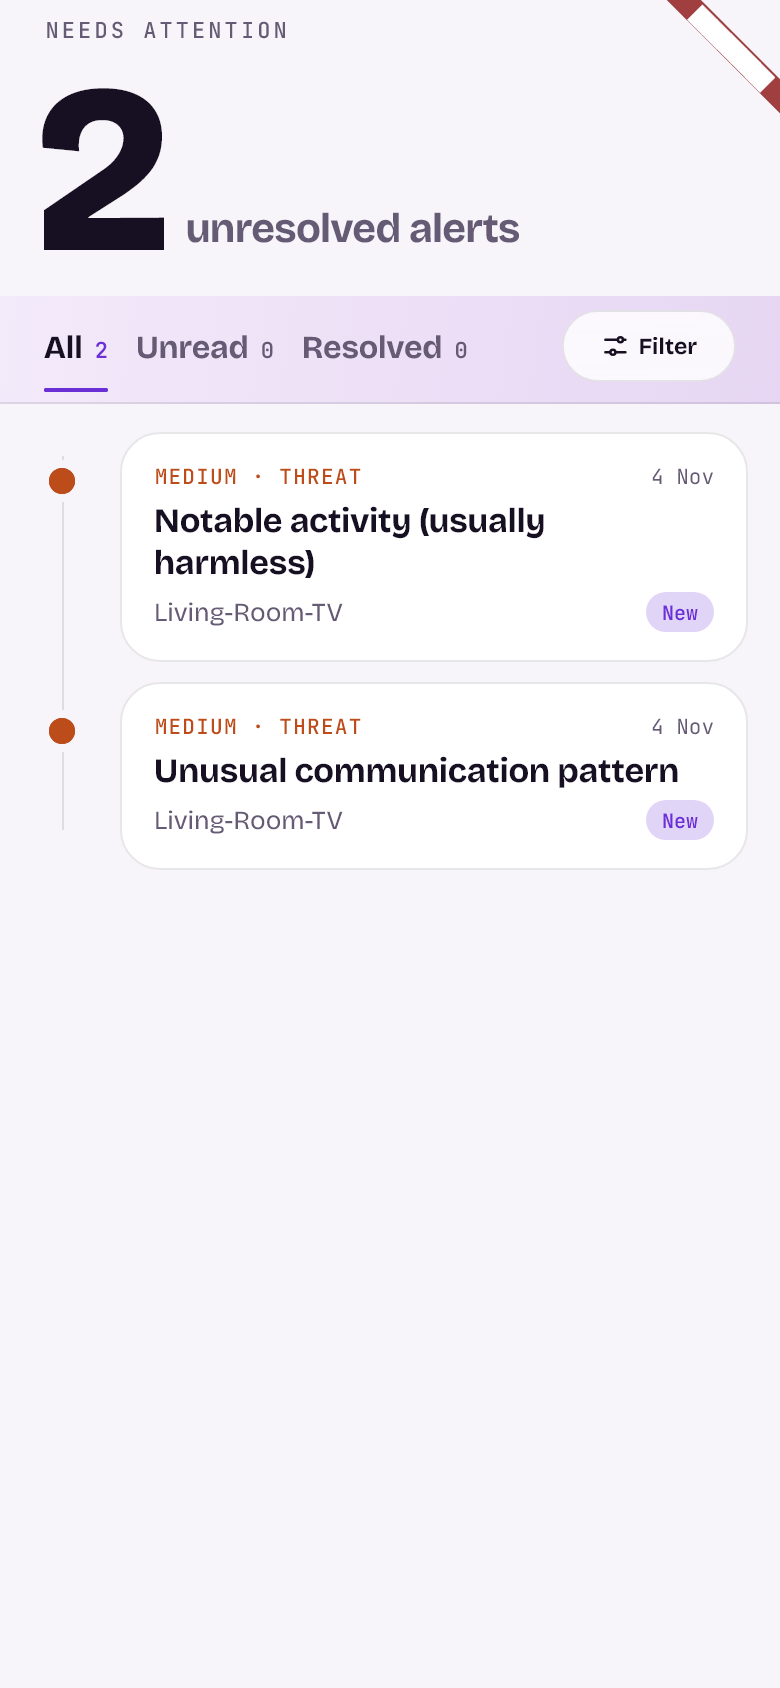 NEEDS ATTENTION
2 unresolved alerts
All 2 Unread 0 Resolved 0 Filter
MEDIUM · THREAT 4 Nov
Notable activity (usually
harmless)
Living-Room-TV New
MEDIUM · THREAT 4 Nov
Unusual communication pattern
Living-Room-TV New